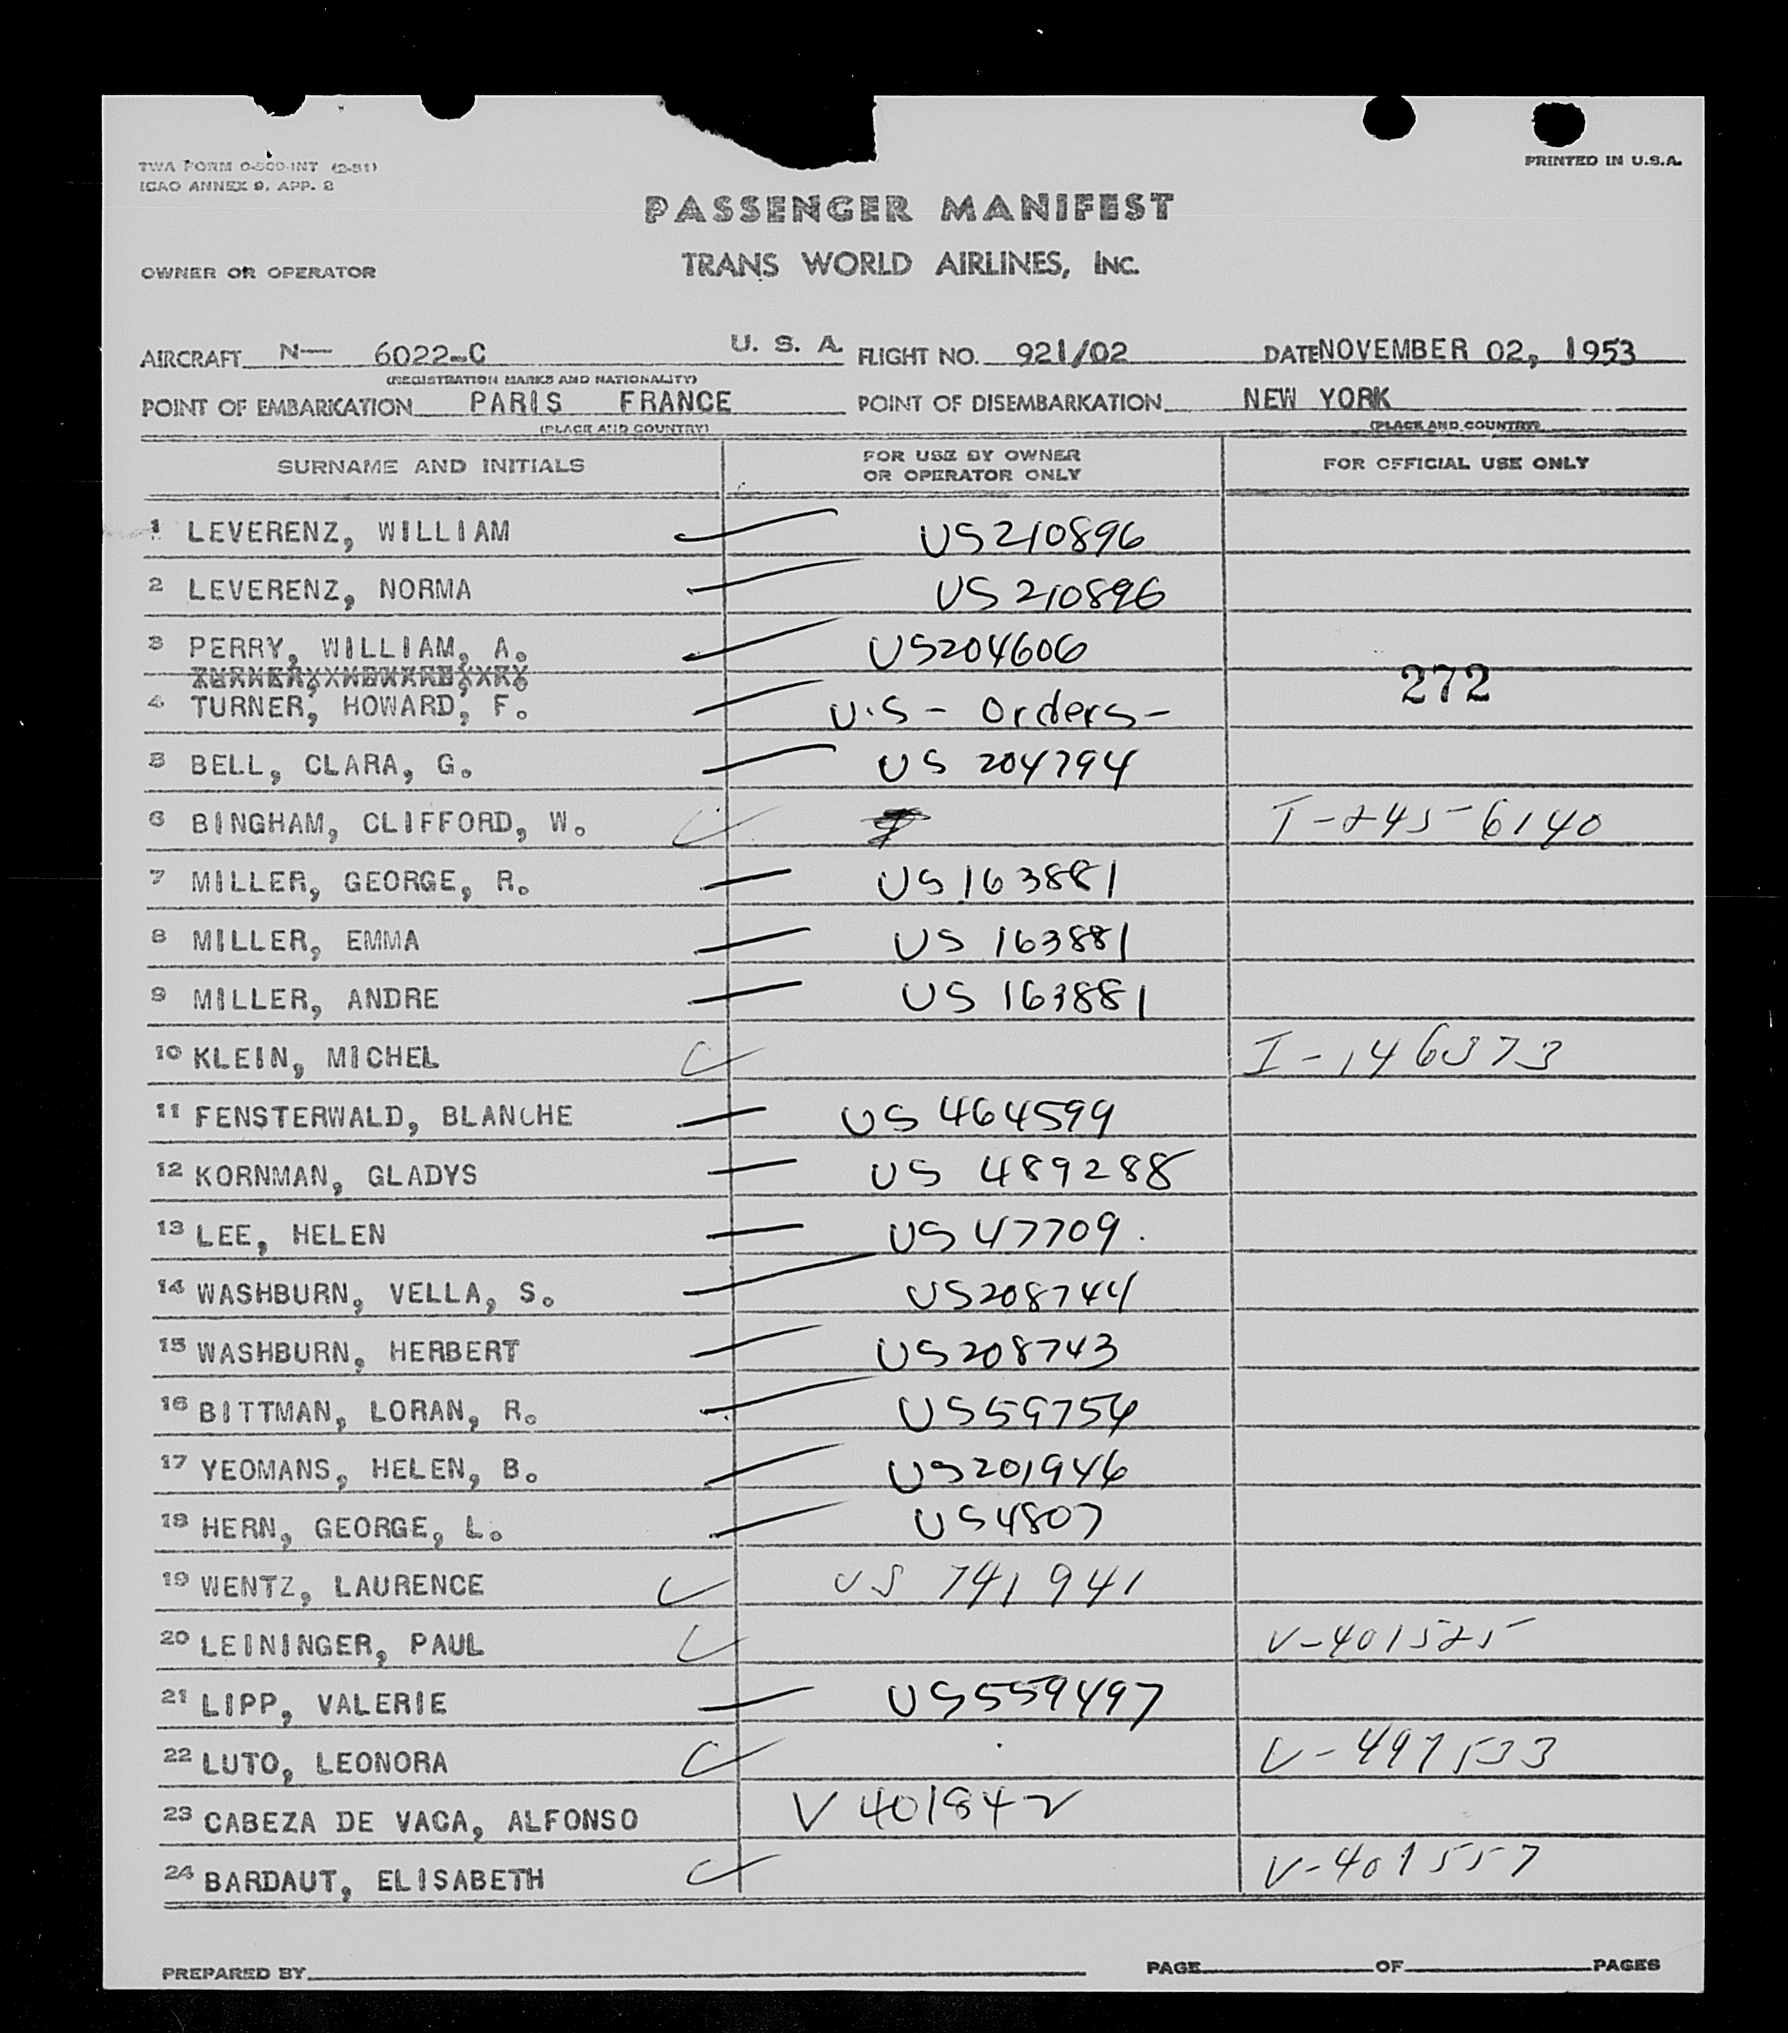 TWA FORM O-500-INT (2-51)
ICAO ANNEX 9, APP. 2
PRINTED IN U.S.A.
PASSENGER MANIFEST
OWNER OR OPERATOR TRANS WORLD AIRLINES, INC.
AIRCRAFT N— 6022-C U. S. A. FLIGHT NO. 921/02 DATE NOVEMBER 02, 1953
(REGISTRATION MARKS AND NATIONALITY)
POINT OF EMBARKATION PARIS FRANCE POINT OF DISEMBARKATION NEW YORK
(PLACE AND COUNTRY) (PLACE AND COUNTRY)
SURNAME AND INITIALS FOR USE BY OWNER OR OPERATOR ONLY FOR OFFICIAL USE ONLY
1 LEVERENZ, WILLIAM US210896
2 LEVERENZ, NORMA US 210896
3 PERRY, WILLIAM, A. US204606
272
4 TURNER, HOWARD, F. U.S - Orders-
5 BELL, CLARA, G. US 204794
6 BINGHAM, CLIFFORD, W. I-245-6140
7 MILLER, GEORGE, R. US 163881
8 MILLER, EMMA US 163881
9 MILLER, ANDRE US 163881
10 KLEIN, MICHEL I-146373
11 FENSTERWALD, BLANCHE US 464599
12 KORNMAN, GLADYS US 489288
13 LEE, HELEN US 47709.
14 WASHBURN, VELLA, S. US208744
15 WASHBURN, HERBERT US208743
16 BITTMAN, LORAN, R. US59754
17 YEOMANS, HELEN, B. US201946
18 HERN, GEORGE, L. US4807
19 WENTZ, LAURENCE US 741941
20 LEININGER, PAUL V-401525
21 LIPP, VALERIE US559497
22 LUTO, LEONORA V-497533
23 CABEZA DE VACA, ALFONSO V 401842
24 BARDAUT, ELISABETH V-401557
PREPARED BY PAGE OF PAGES